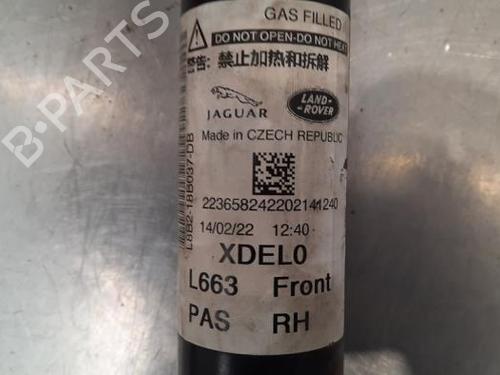 GAS FILLED
DO NOT OPEN-DO NOT HEAT
警告: 禁止加热和拆解
JAGUAR
LAND-
ROVER
Made in CZECH REPUBLIC
223658242202141240
L8B2-18B037-DB
14/02/22 12:40
XDEL0
L663 Front
PAS RH
B-PARTS